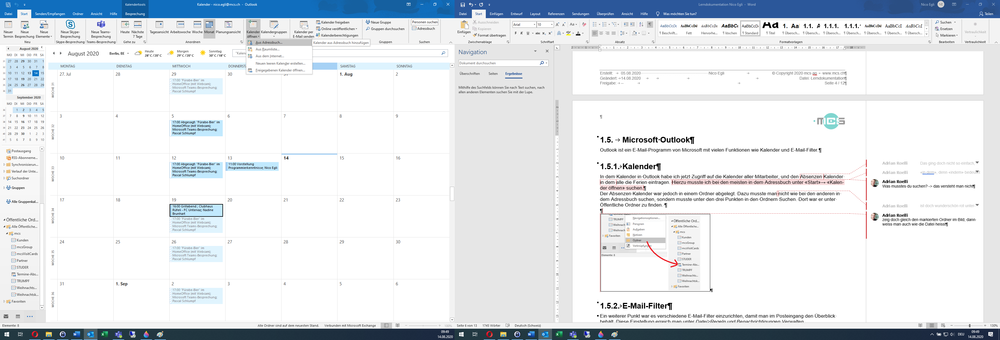 Kalendertools
Kalender - nico.egli@mcs.ch - Outlook
Datei Start Senden/Empfangen Ordner Ansicht Hilfe Besprechung
Neuer Termin
Neue Besprechung
Neue Elemente
Neue Skype-Besprechung
Neue Teams-Besprechung
Heute
Nächste 7 Tage
Tagesansicht Arbeitswoche Woche Monat Planungsansicht
Kalender öffnen
Kalendergruppen
Kalender per E-Mail senden
Kalender freigeben
Online veröffentlichen
Kalenderberechtigungen
Neue Gruppe
Gruppen durchsuchen
Personen suchen
Adressbuch
Neu Skype-Besprechung Teams-Besprechung Gehe zu Anordnen Gruppen Suchen
Aus Adressbuch...
Aus Raumliste...
Aus dem Internet...
Neuen leeren Kalender erstellen...
Freigegebenen Kalender öffnen...
Kalender aus Adressbuch hinzufügen
August 2020
MO DI MI DO FR SA
31 27 28 29 30 31 1
32 3 4 5 6 7 8
33 10 11 12 13 14 15
34 17 18 19 20 21 22
35 24 25 26 27 28 29
36 31
September 2020
MO DI MI DO FR SA
36 1 2 3 4 5
37 7 8 9 10 11 12
38 14 15 16 17 18 19
39 21 22 23 24 25 26
40 28 29 30 1 2 3
41 5 6 7 8 9 10
Postausgang
RSS-Abonneme...
Synchronisierun...
Verlauf der Unte...
Suchordner
Gruppen
Alle Gruppenkal...
Öffentliche Ord...
Alle Öffentliche...
mcs
Kunden
mcsGroup
mcsVisitCards
Partner
STUDER
Termine-Abs...
TRUMPF
Weihnachts...
Weihnachtsk...
Favoriten
August 2020
Berlin, BE
Heute
28° C / 20° C
Morgen
29° C / 20° C
Sonntag
30° C / 18° C
MONTAG DIENSTAG MITTWOCH DONNERSTA SAMSTAG SONNTAG
WOCHE 31
27. Jul 28 29 30 31 1. Aug 2
17:00 "Fürabe-Bier" im
HomeOffice (mit Webcam);
Microsoft Teams-Besprechung;
Pascal Schlumpf
WOCHE 32
3 4 5 6 7 8 9
17:00 Abgesagt: "Fürabe-Bier" im
HomeOffice (mit Webcam);
Microsoft Teams-Besprechung;
Pascal Schlumpf
WOCHE 33
10 11 12 13 14 15 16
17:00 Abgesagt: "Fürabe-Bier" im
HomeOffice (mit Webcam);
Microsoft Teams-Besprechung;
Pascal Schlumpf
11:00 Vorstellung
Programmierkenntnisse; Nico Egli
WOCHE 34
17 18 19 20 21 22 23
16:00 Grillabend ; Clubhaus
Rüfeli - FC Untervaz; Nadine
Brunhart
17:00 "Fürabe-Bier" im
HomeOffice (mit Webcam);
Microsoft Teams-Besprechung;
Pascal Schlumpf
WOCHE 35
24 25 26 27 28 29 30
17:00 "Fürabe-Bier" im
HomeOffice (mit Webcam);
Microsoft Teams-Besprechung;
Pascal Schlumpf
WOCHE 36
31 1. Sep 2 3 4 5 6
17:00 "Fürabe-Bier" im
HomeOffice (mit Webcam);
Microsoft Teams-Besprechung;
Pascal Schlumpf
Elemente: 8
Alle Ordner sind auf dem neuesten Stand. Verbunden mit Microsoft Exchange 100%
09:49
14.08.2020
Lerndokumentation Nico Egli - Word
Nico Egli NE
Datei Start Einfügen Entwurf Layout Referenzen Sendungen Überprüfen Ansicht Hilfe Was möchten Sie tun? Teilen
Einfügen
Ausschneiden
Kopieren
Format übertragen
Arial 10
F K U abc
¶ Beschrift... Fett Hervorhe... ¶ löschen ¶ Standard ¶ Titel ¶ Übersch... ¶ Übersch... ¶ Übersch... ¶ Übersch... ¶ Übersch... ¶ Übersch... ¶ Übersch...
Suchen
Ersetzen
Markieren
Vertraulichkeit
Zwischenablage Schriftart Absatz Formatvorlagen Bearbeiten Vertraulichkeit
Navigation
Dokument durchsuchen
Überschriften Seiten Ergebnisse
Mithilfe des Suchfelds können Sie nach Text suchen, nach
allen anderen Elementen suchen Sie mit der Lupe.
Erstellt: → 05.08.2020 Nico Egli → © Copyright 2020 mcs ag • www.mcs.ch¶
Geändert: → 14.08.2020 Datei: Lerndokumentation¶
Freigabe: → -- Seite 4 / 12¶
mcs
1.5. → Microsoft Outlook¶
Outlook ist ein E-Mail-Programm von Microsoft mit vielen Funktionen wie Kalender und E-Mail-Filter.¶
1.5.1. → Kalender¶
In dem Kalender in Outlook habe ich jetzt Zugriff auf die Kalender aller Mitarbeiter, und den Absenzen Kalender
in dem alle die Ferien eintragen. Hierzu musste ich bei den meisten in dem Adressbuch unter «Start»→ «Kalen-
der öffnen» suchen.¶
Der Absenzen Kalender war jedoch in einem Ordner abgelegt. Dazu musste man nicht wie bei den anderen in
dem Adressbuch suchen, sondern musste unter den drei Punkten in den Ordnern Suchen. Dort war er unter
Öffentliche Ordner zu finden. ¶
¶
TRUMPF
Weihnach
Weihnach
Favoriten
Elemente: 8
Navigationsoptionen...
Personen
Aufgaben
Notizen
Ordner
Verknüpfungen
Öffentliche Ord...
Alle Öffentliche...
mcs
Kunden
mcsGroup
mcsVisitCards
Partner
STUDER
Termine-Abs...
TRUMPF
Weihnachts...
Weihnachtsk...
Favoriten
1.5.2. → E-Mail-Filter¶
Ein weiterer Punkt war es verschiedene E-Mail-Filter einzurichten, damit man im Posteingang den Überblick
behält. Diese Einstellung erreich man unter Datei>Regeln und Benachrichtigungen Verwalten
Adrian Roelli Das ging doch nicht so einfach,
Adrian Roelli «in dem», denn «indem» bedeutet
Adrian Roelli
Was musstes du suchen? -> das versteht man nicht¶
Adrian Roelli ist doch wunderschön rot unter-
Adrian Roelli
zeig doch gleich den markierten Ordner im Bild, dann
weiss man auch wie die Datei heisst¶
Seite 6 von 13 1745 Wörter Deutsch (Schweiz) 130%
DEU
09:49
14.08.2020